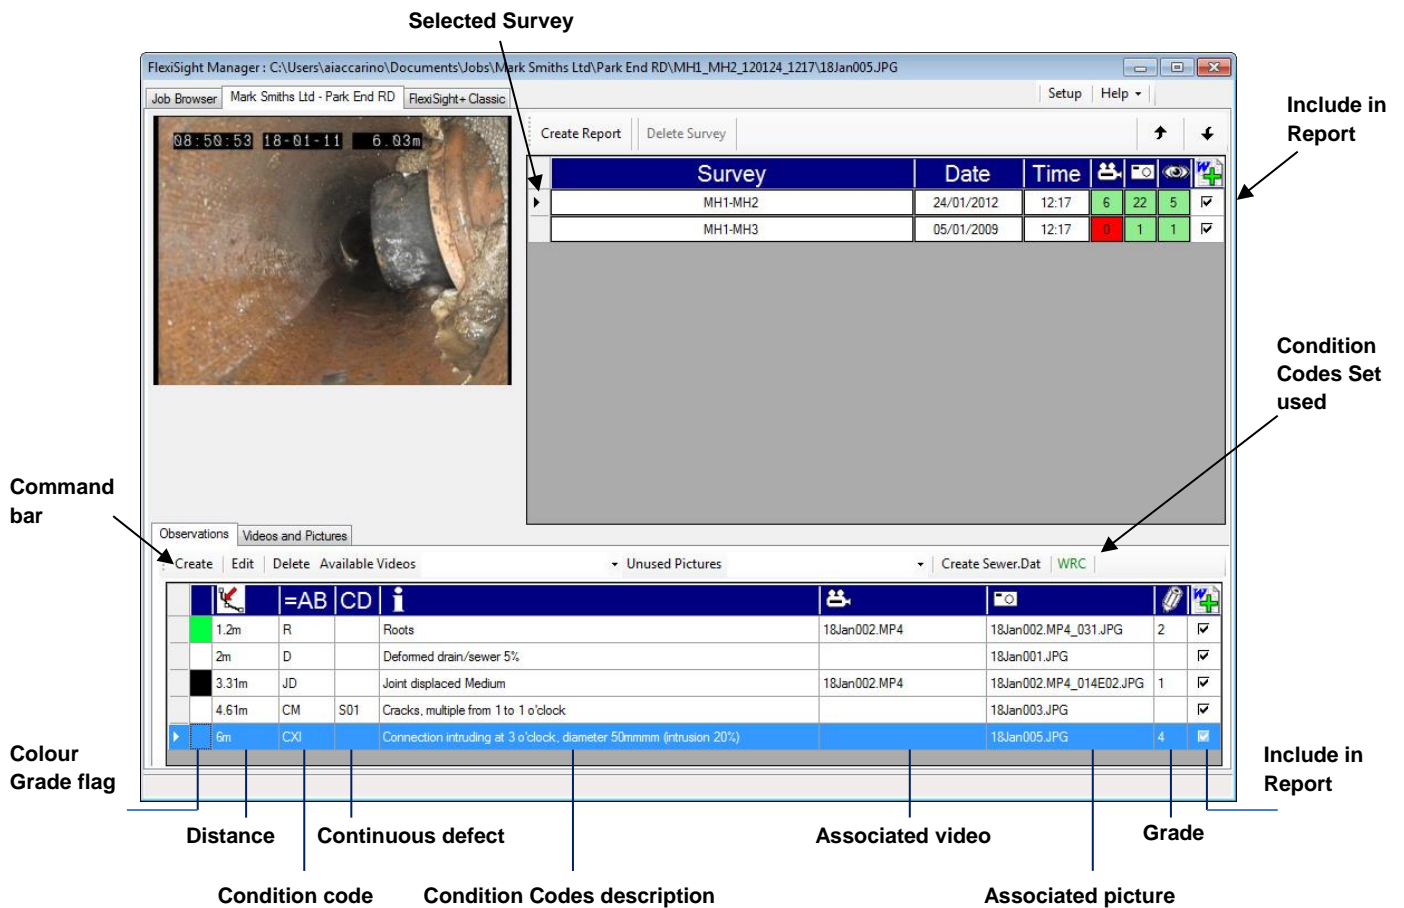 Selected Survey
FlexiSight Manager : C:\Users\aiaccarino\Documents\Jobs\Mark Smiths Ltd\Park End RD\MH1_MH2_120124_1217\18Jan005.JPG
Job Browser Mark Smiths Ltd - Park End RD FlexiSight+ Classic Setup Help
Include in
Report
08:50:53 18-01-11 6.03m
Create Report Delete Survey
Survey Date Time
MH1-MH2 24/01/2012 12:17 6 22 5
MH1-MH3 05/01/2009 12:17 0 1 1
Condition
Codes Set
used
Command
bar
Observations Videos and Pictures
Create Edit Delete Available Videos Unused Pictures Create Sewer.Dat WRC
=AB CD i W
1.2m R Roots 18Jan002.MP4 18Jan002.MP4_031.JPG 2
2m D Deformed drain/sewer 5% 18Jan001.JPG
3.31m JD Joint displaced Medium 18Jan002.MP4 18Jan002.MP4_014E02.JPG 1
4.61m CM S01 Cracks, multiple from 1 to 1 o'clock 18Jan003.JPG
6m CXI Connection intruding at 3 o'clock, diameter 50mmmm (intrusion 20%) 18Jan005.JPG 4
Colour
Grade flag
Include in
Report
Distance Continuous defect Associated video Grade
Condition code Condition Codes description Associated picture